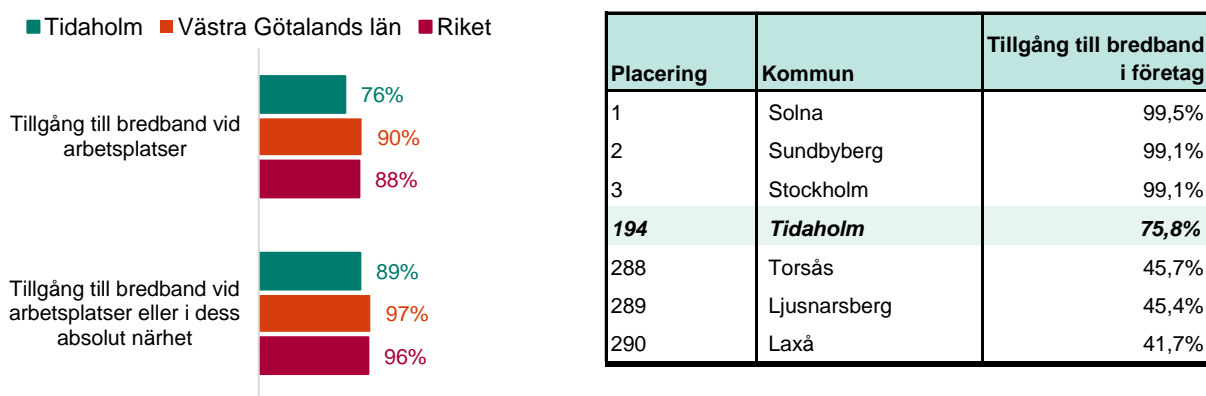 Tidaholm Västra Götalands län Riket
Tillgång till bredband vid
arbetsplatser
76%
90%
88%
Tillgång till bredband vid
arbetsplatser eller i dess
absolut närhet
89%
97%
96%
Placering Kommun Tillgång till bredband i företag
1 Solna 99,5%
2 Sundbyberg 99,1%
3 Stockholm 99,1%
194 Tidaholm 75,8%
288 Torsås 45,7%
289 Ljusnarsberg 45,4%
290 Laxå 41,7%